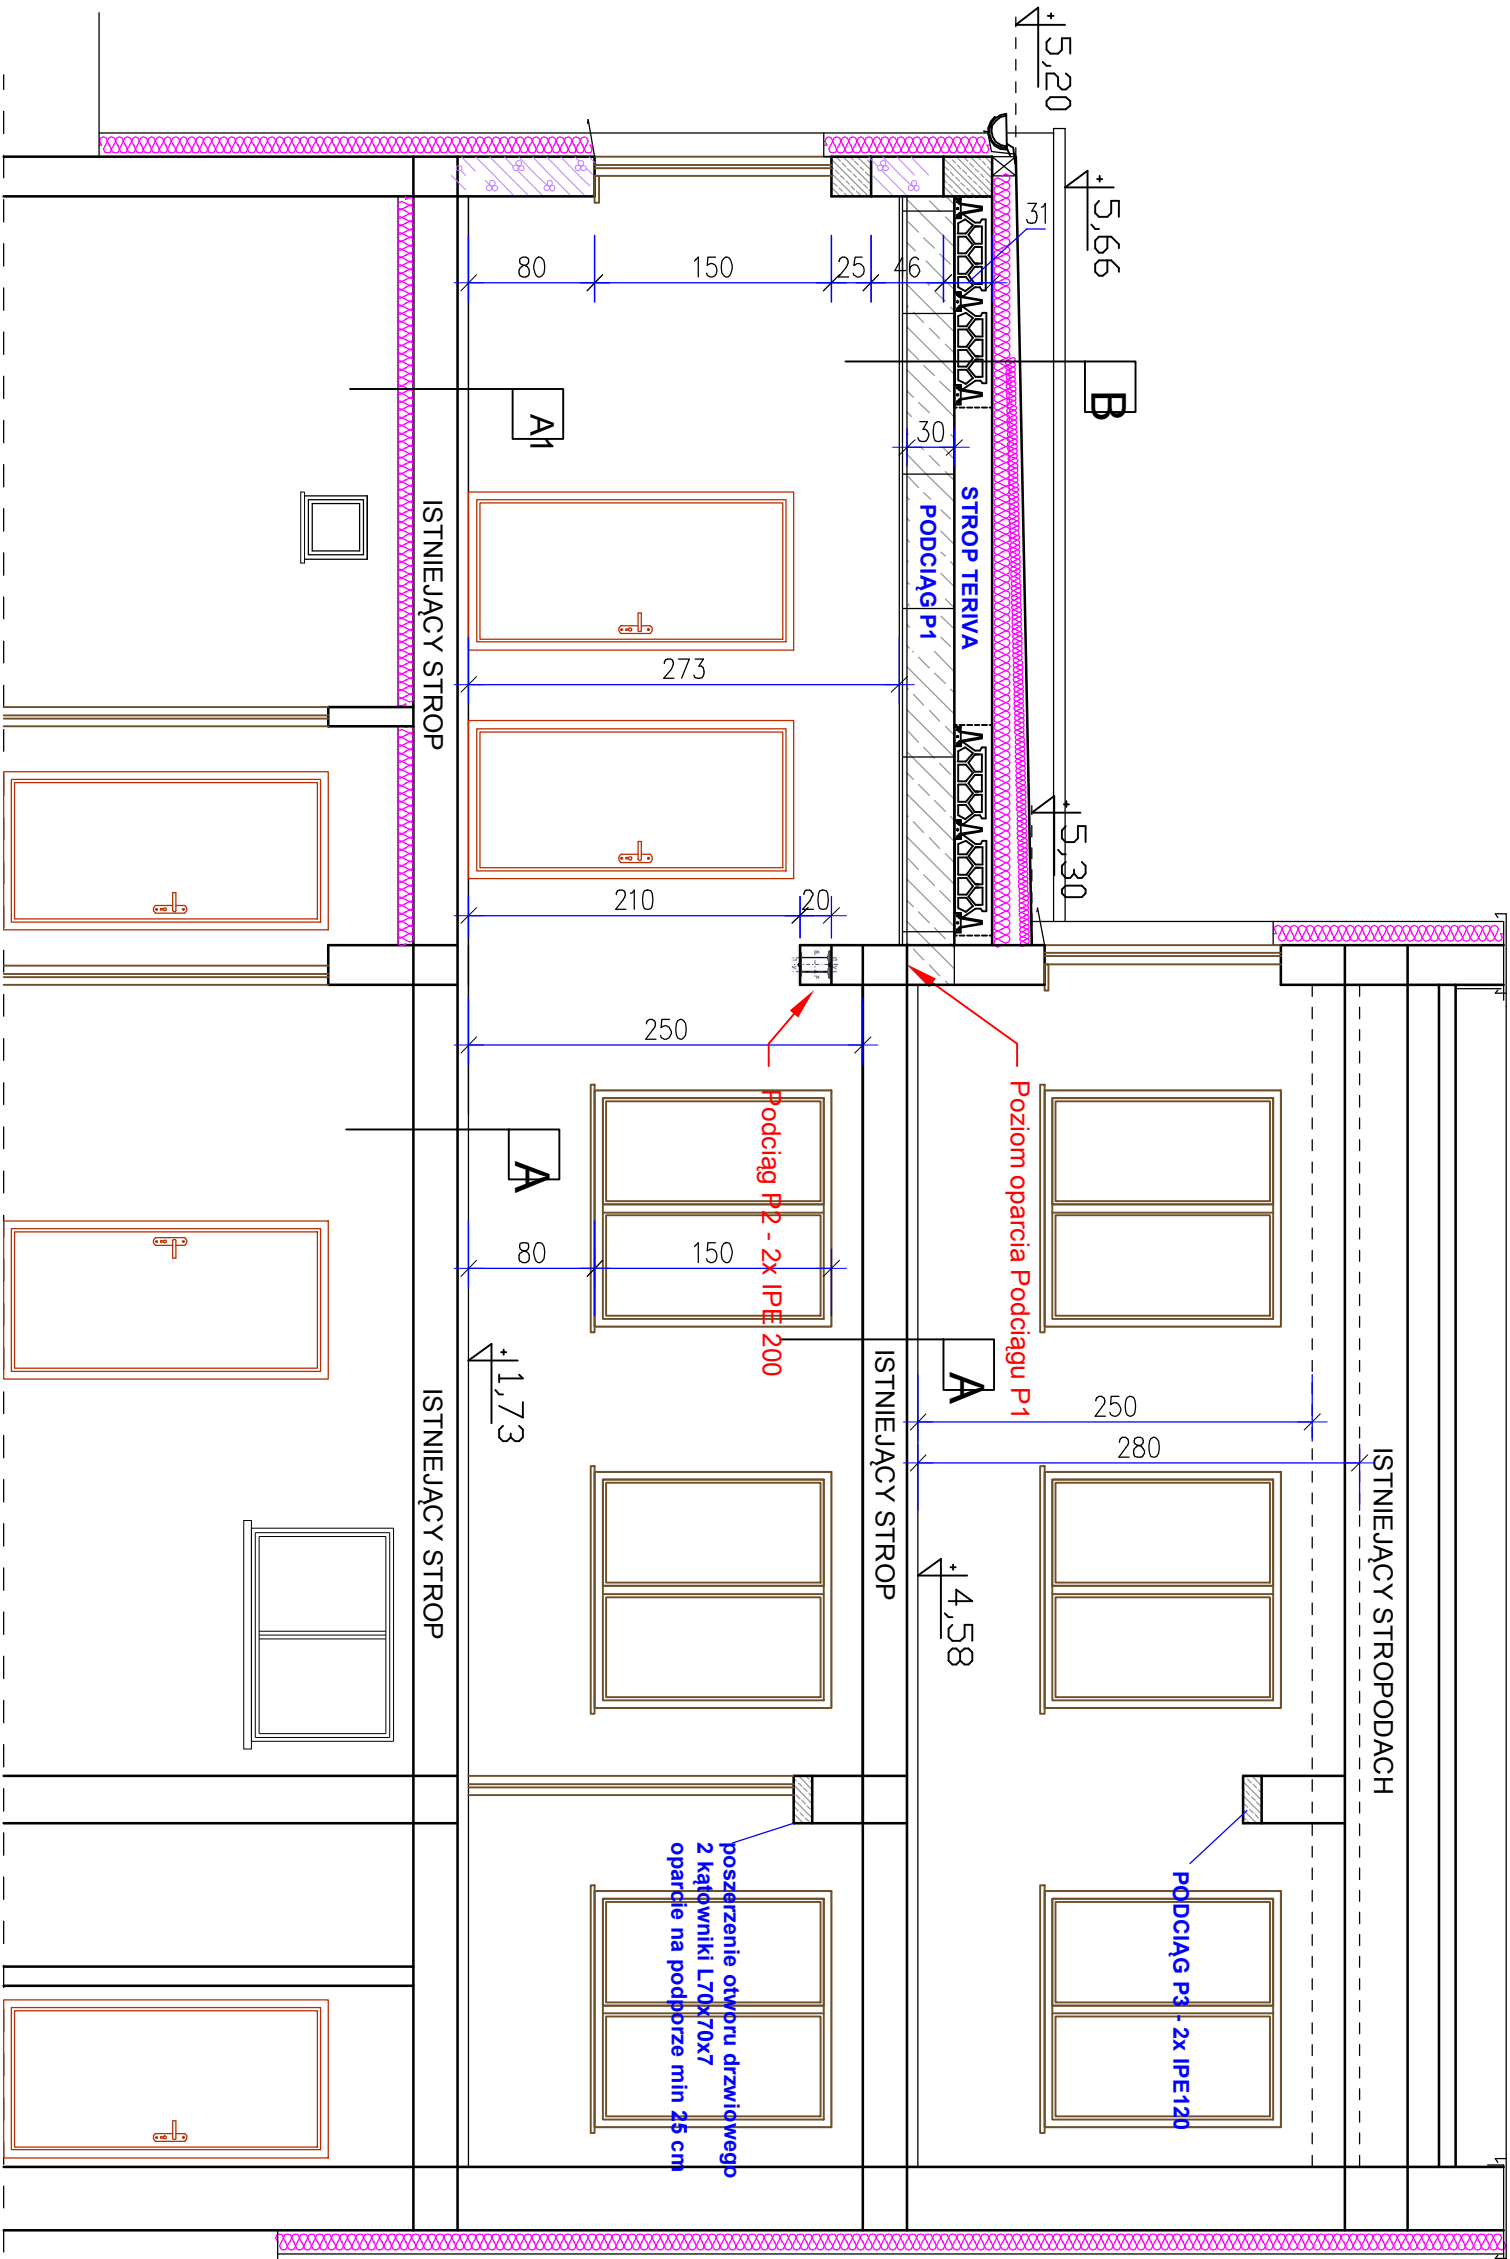 +5,20
+5,66
31
80
150
25
46
B
A1
30
STROP TERIVA
PODCIĄG P1
ISTNIEJĄCY STROP
273
+5,30
210
20
250
Poziom oparcia Podciągu P1
Podciąg P2 - 2x IPE 200
A
80
150
A
+1,73
ISTNIEJĄCY STROP
ISTNIEJĄCY STROP
250
280
ISTNIEJĄCY STROPODACH
+4,58
PODCIĄG P3 - 2x IPE120
poszerzenie otworu drzwiowego
2 kątowniki L70x70x7
oparcie na podporze min 25 cm